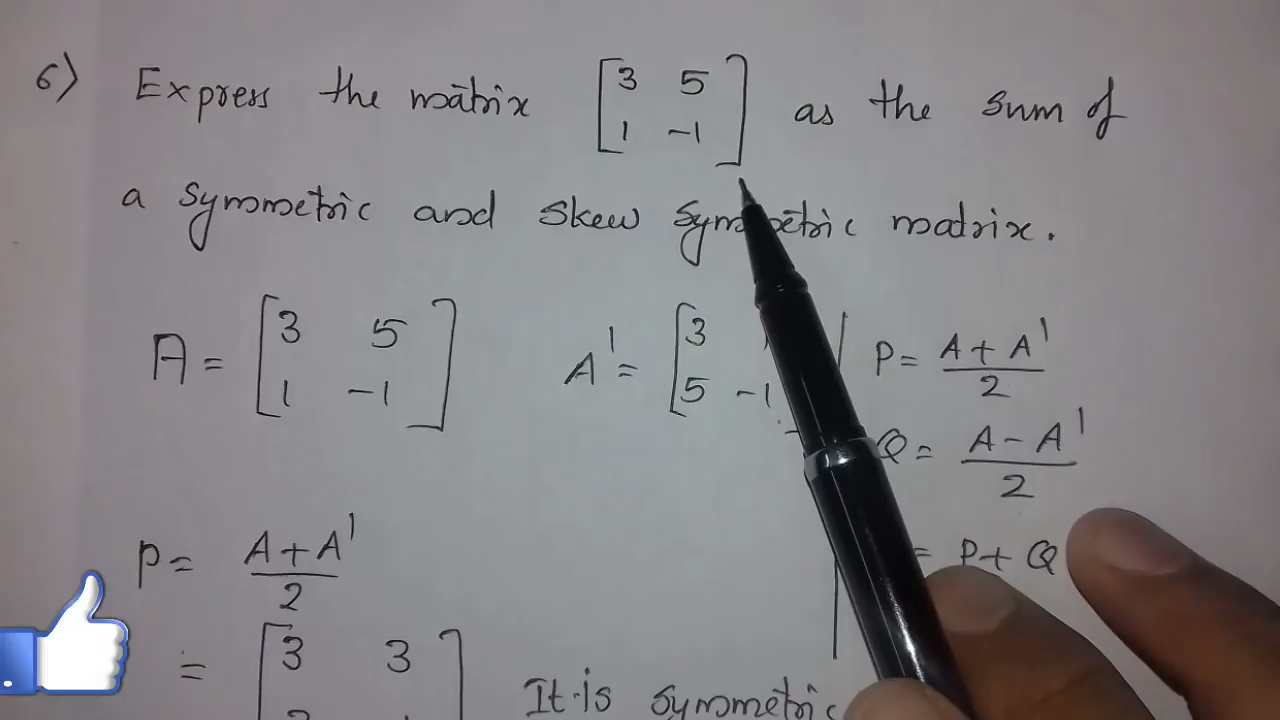 6) Express the matrix [3 5
1 -1] as the sum of
a symmetric and skew symmetric matrix.
A = [3 5
1 -1]
A' = [3
5 -1
P = A + A'
2
Q = A - A'
2
= P + Q
P = A + A'
2
= [3 3]
It is symmetric